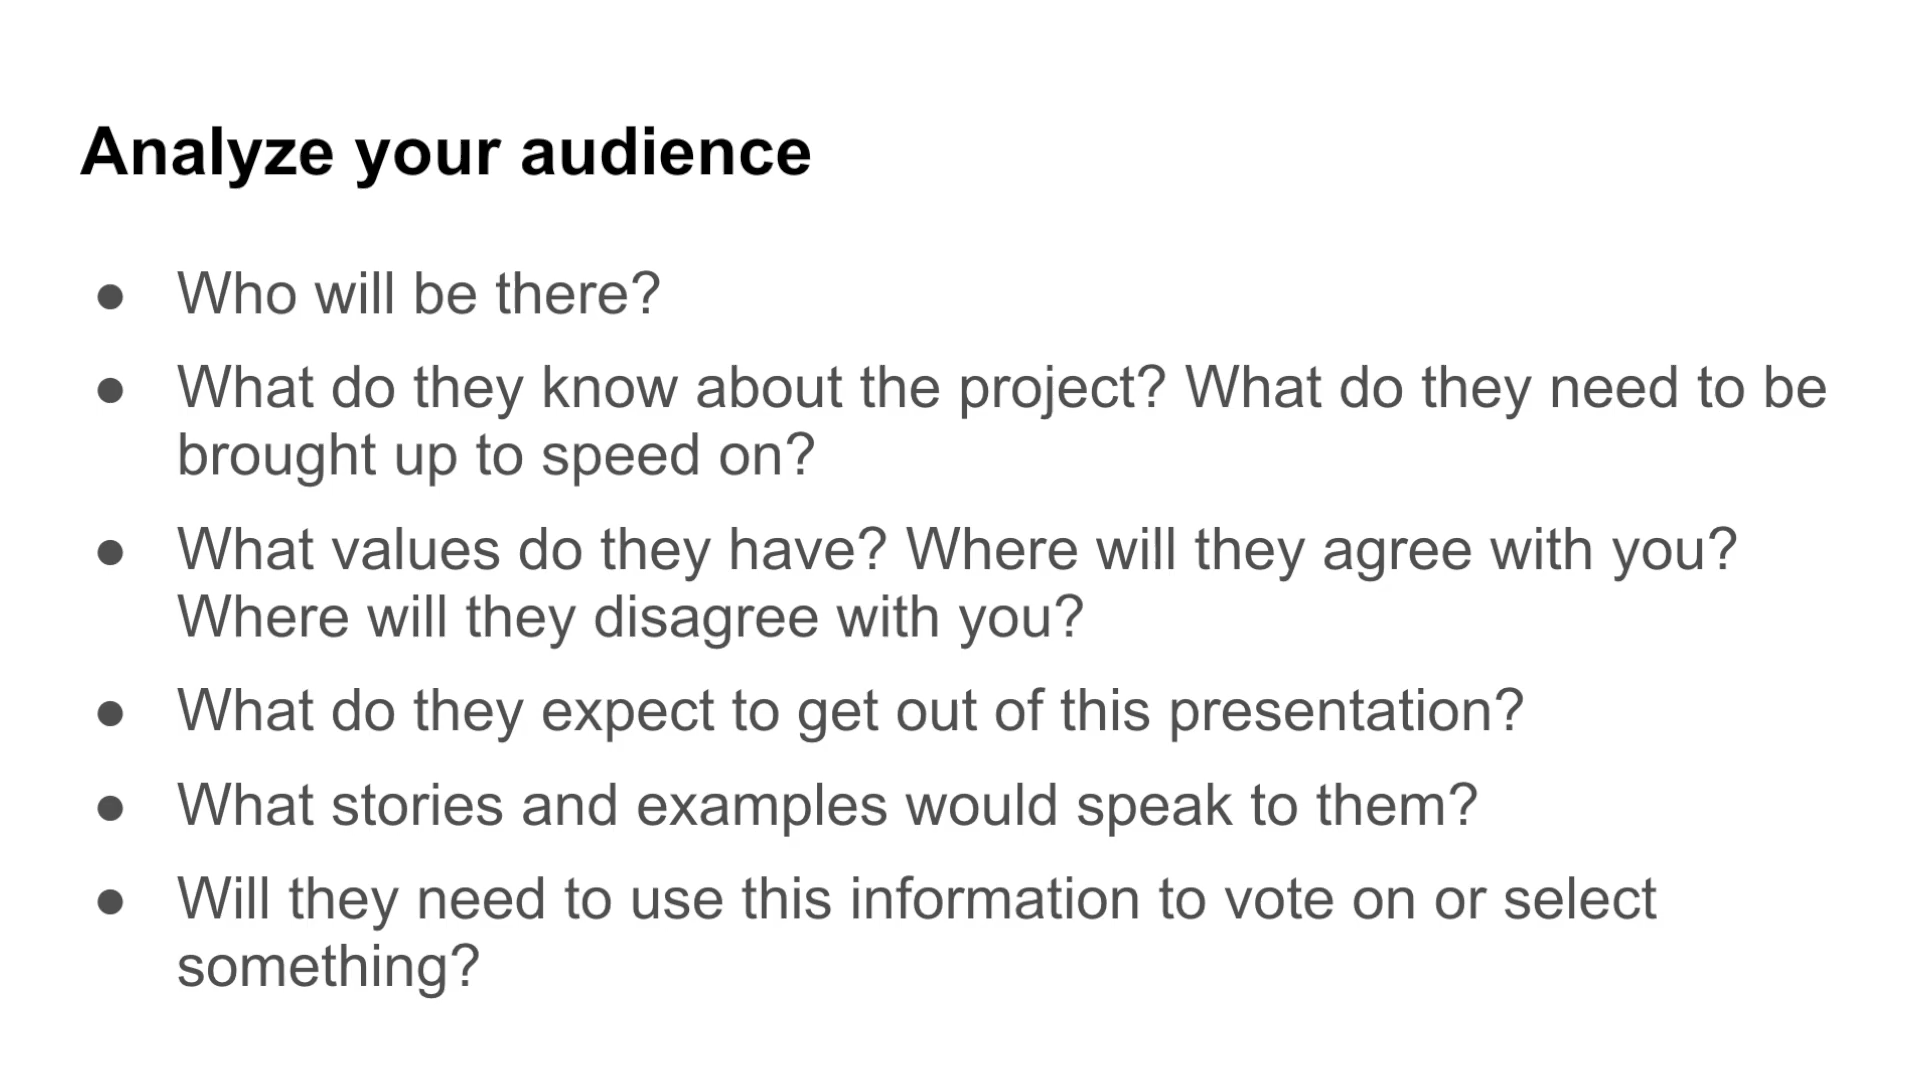 Analyze your audience
● Who will be there?
● What do they know about the project? What do they need to be
brought up to speed on?
● What values do they have? Where will they agree with you?
Where will they disagree with you?
● What do they expect to get out of this presentation?
● What stories and examples would speak to them?
● Will they need to use this information to vote on or select
something?